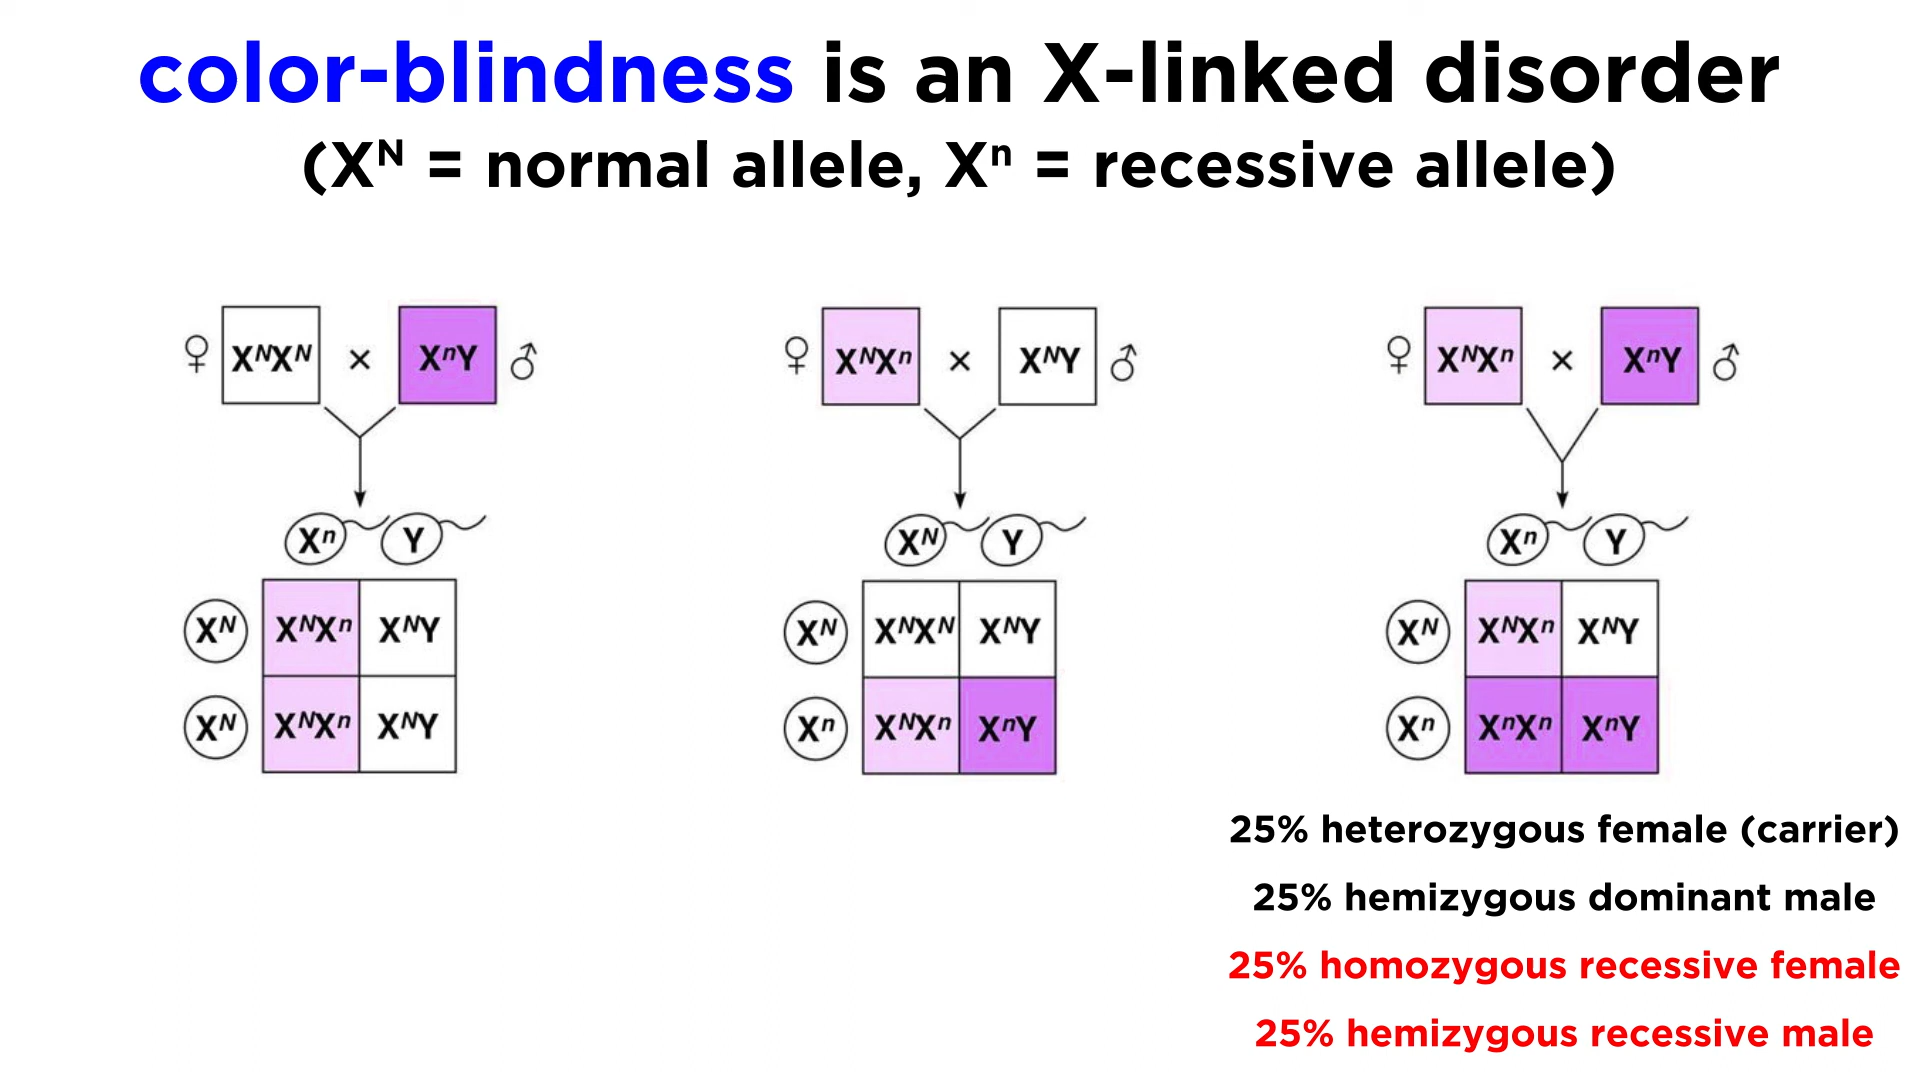 color-blindness is an X-linked disorder
(Xᴺ = normal allele, Xⁿ = recessive allele)
♀ XᴺXᴺ × XⁿY ♂
Xⁿ Y
Xᴺ XᴺXⁿ XᴺY
Xᴺ XᴺXⁿ XᴺY
♀ XᴺXⁿ × XᴺY ♂
Xᴺ Y
Xᴺ XᴺXᴺ XᴺY
Xⁿ XᴺXⁿ XⁿY
♀ XᴺXⁿ × XⁿY ♂
Xⁿ Y
Xᴺ XᴺXⁿ XᴺY
Xⁿ XⁿXⁿ XⁿY
25% heterozygous female (carrier)
25% hemizygous dominant male
25% homozygous recessive female
25% hemizygous recessive male